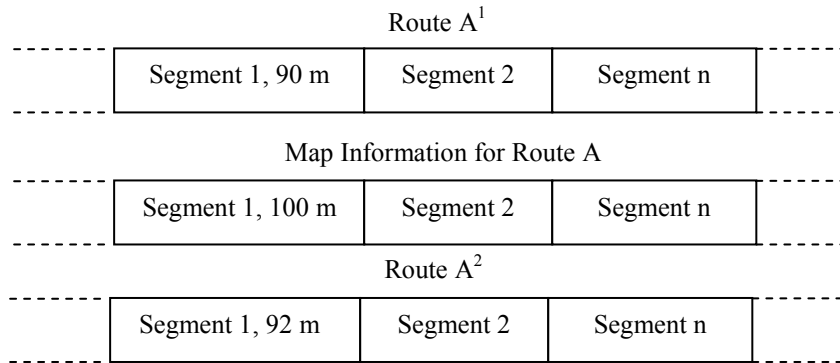 Route A¹
Segment 1, 90 m Segment 2 Segment n
Map Information for Route A
Segment 1, 100 m Segment 2 Segment n
Route A²
Segment 1, 92 m Segment 2 Segment n